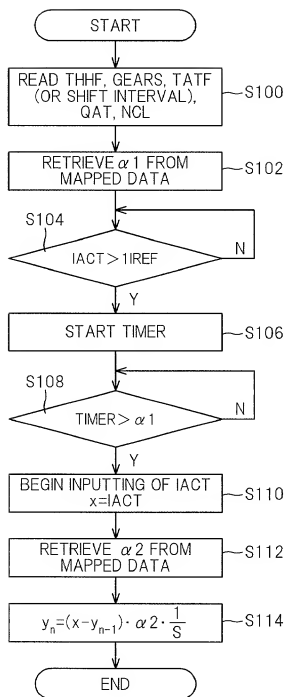 START
READ THHF, GEARS, TATF
(OR SHIFT INTERVAL),
QAT, NCL
S100
RETRIEVE α1 FROM
MAPPED DATA
S102
S104
IACT>1IREF
N
Y
START TIMER
S106
S108
TIMER>α1
N
Y
BEGIN INPUTTING OF IACT
x=IACT
S110
RETRIEVE α2 FROM
MAPPED DATA
S112
yn=(x-yn-1)·α2·1/S
S114
END